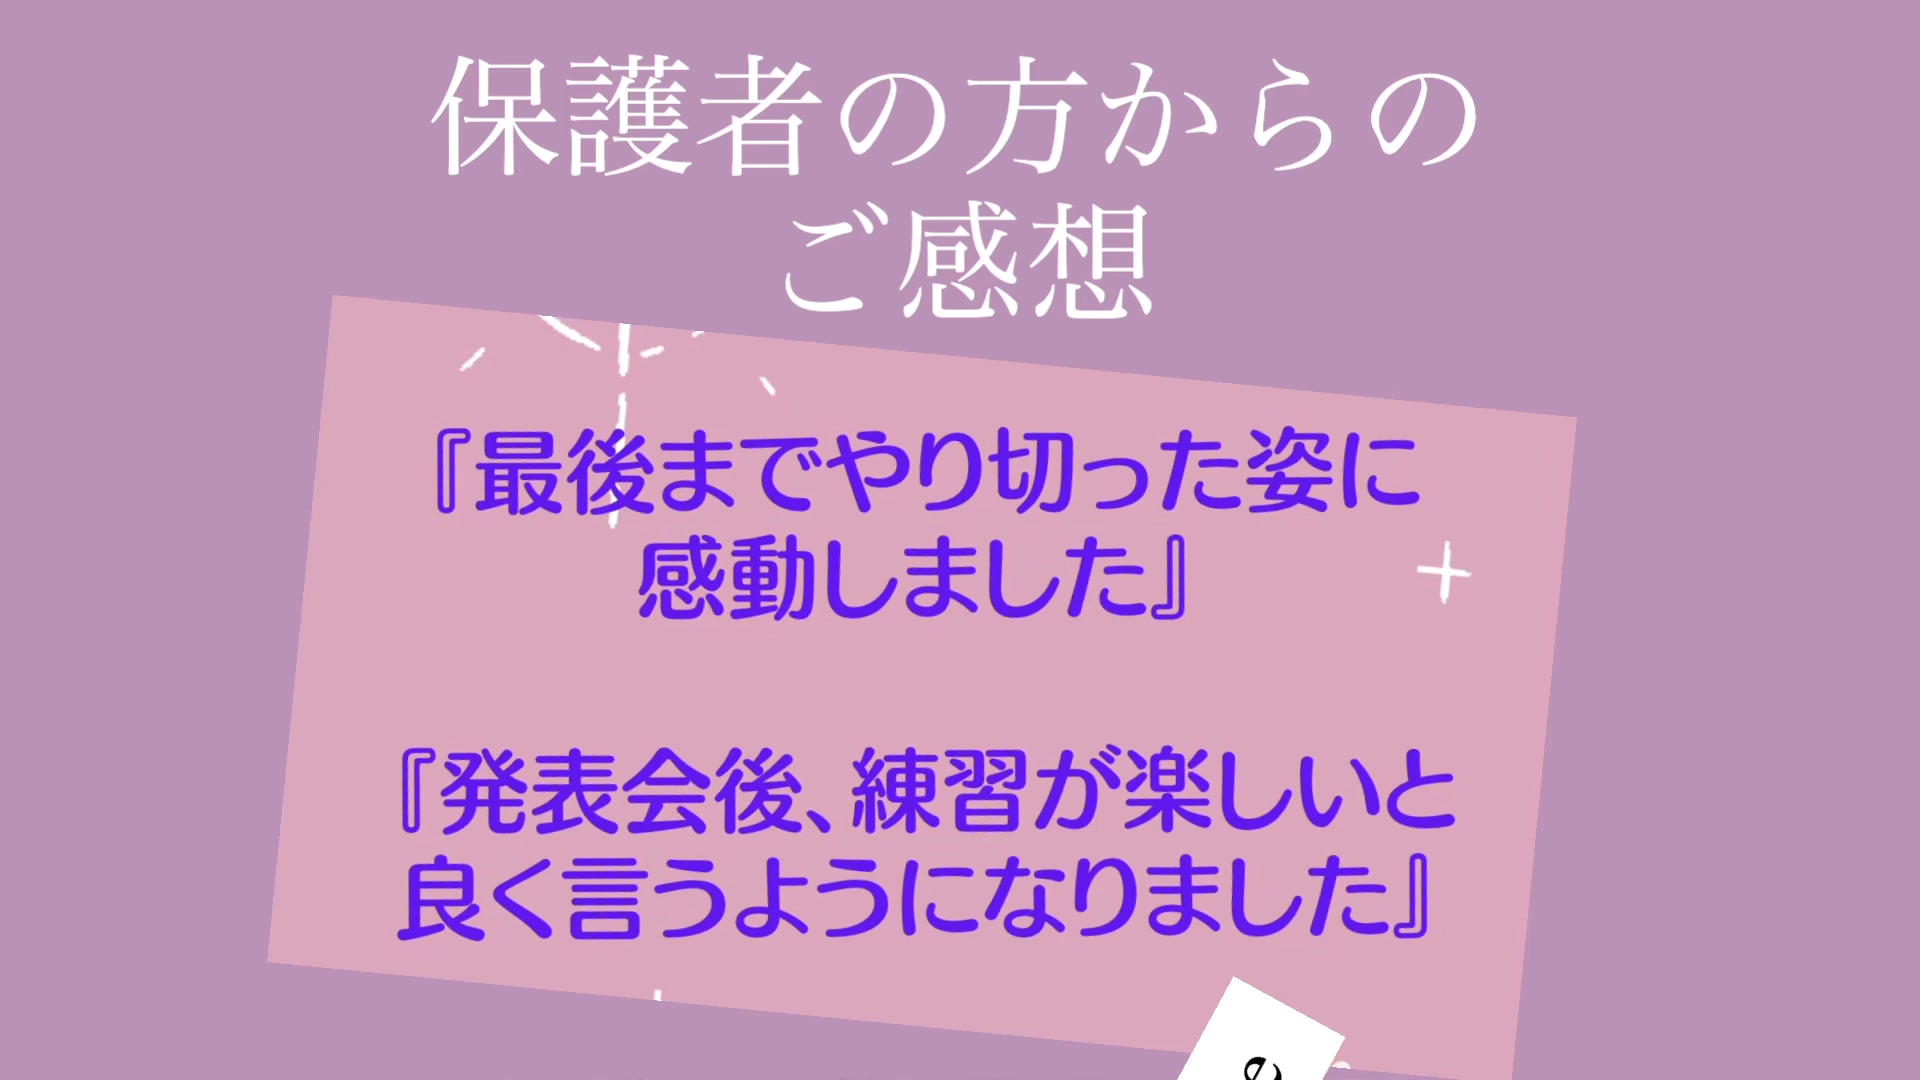 保護者の方からの
ご感想
『最後までやり切った姿に
感動しました』
『発表会後、練習が楽しいと
良く言うようになりました』
e